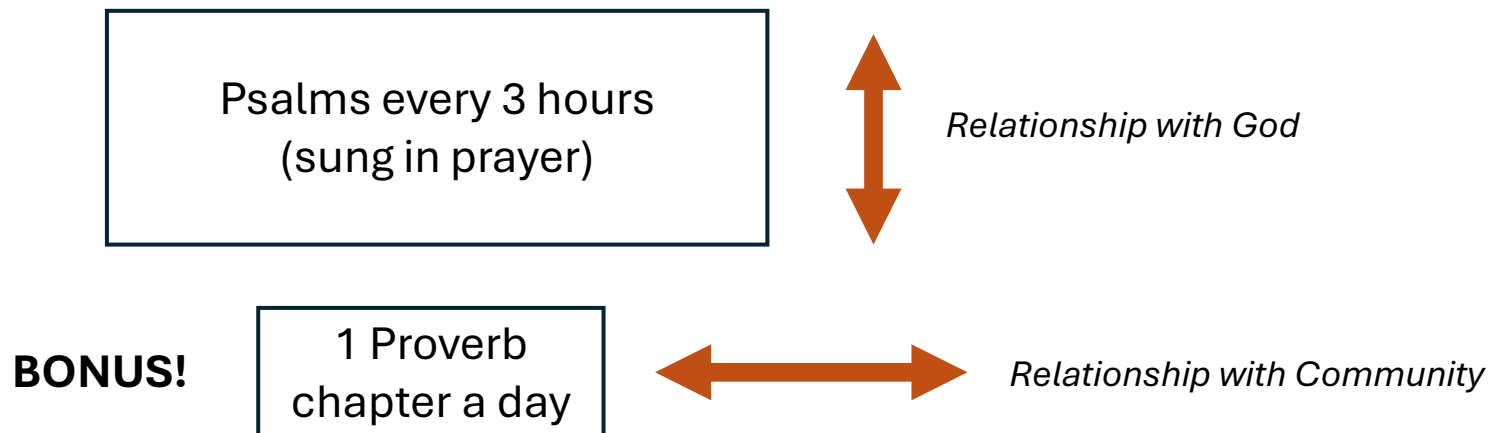 Psalms every 3 hours
(sung in prayer)
Relationship with God
BONUS!
1 Proverb
chapter a day
Relationship with Community